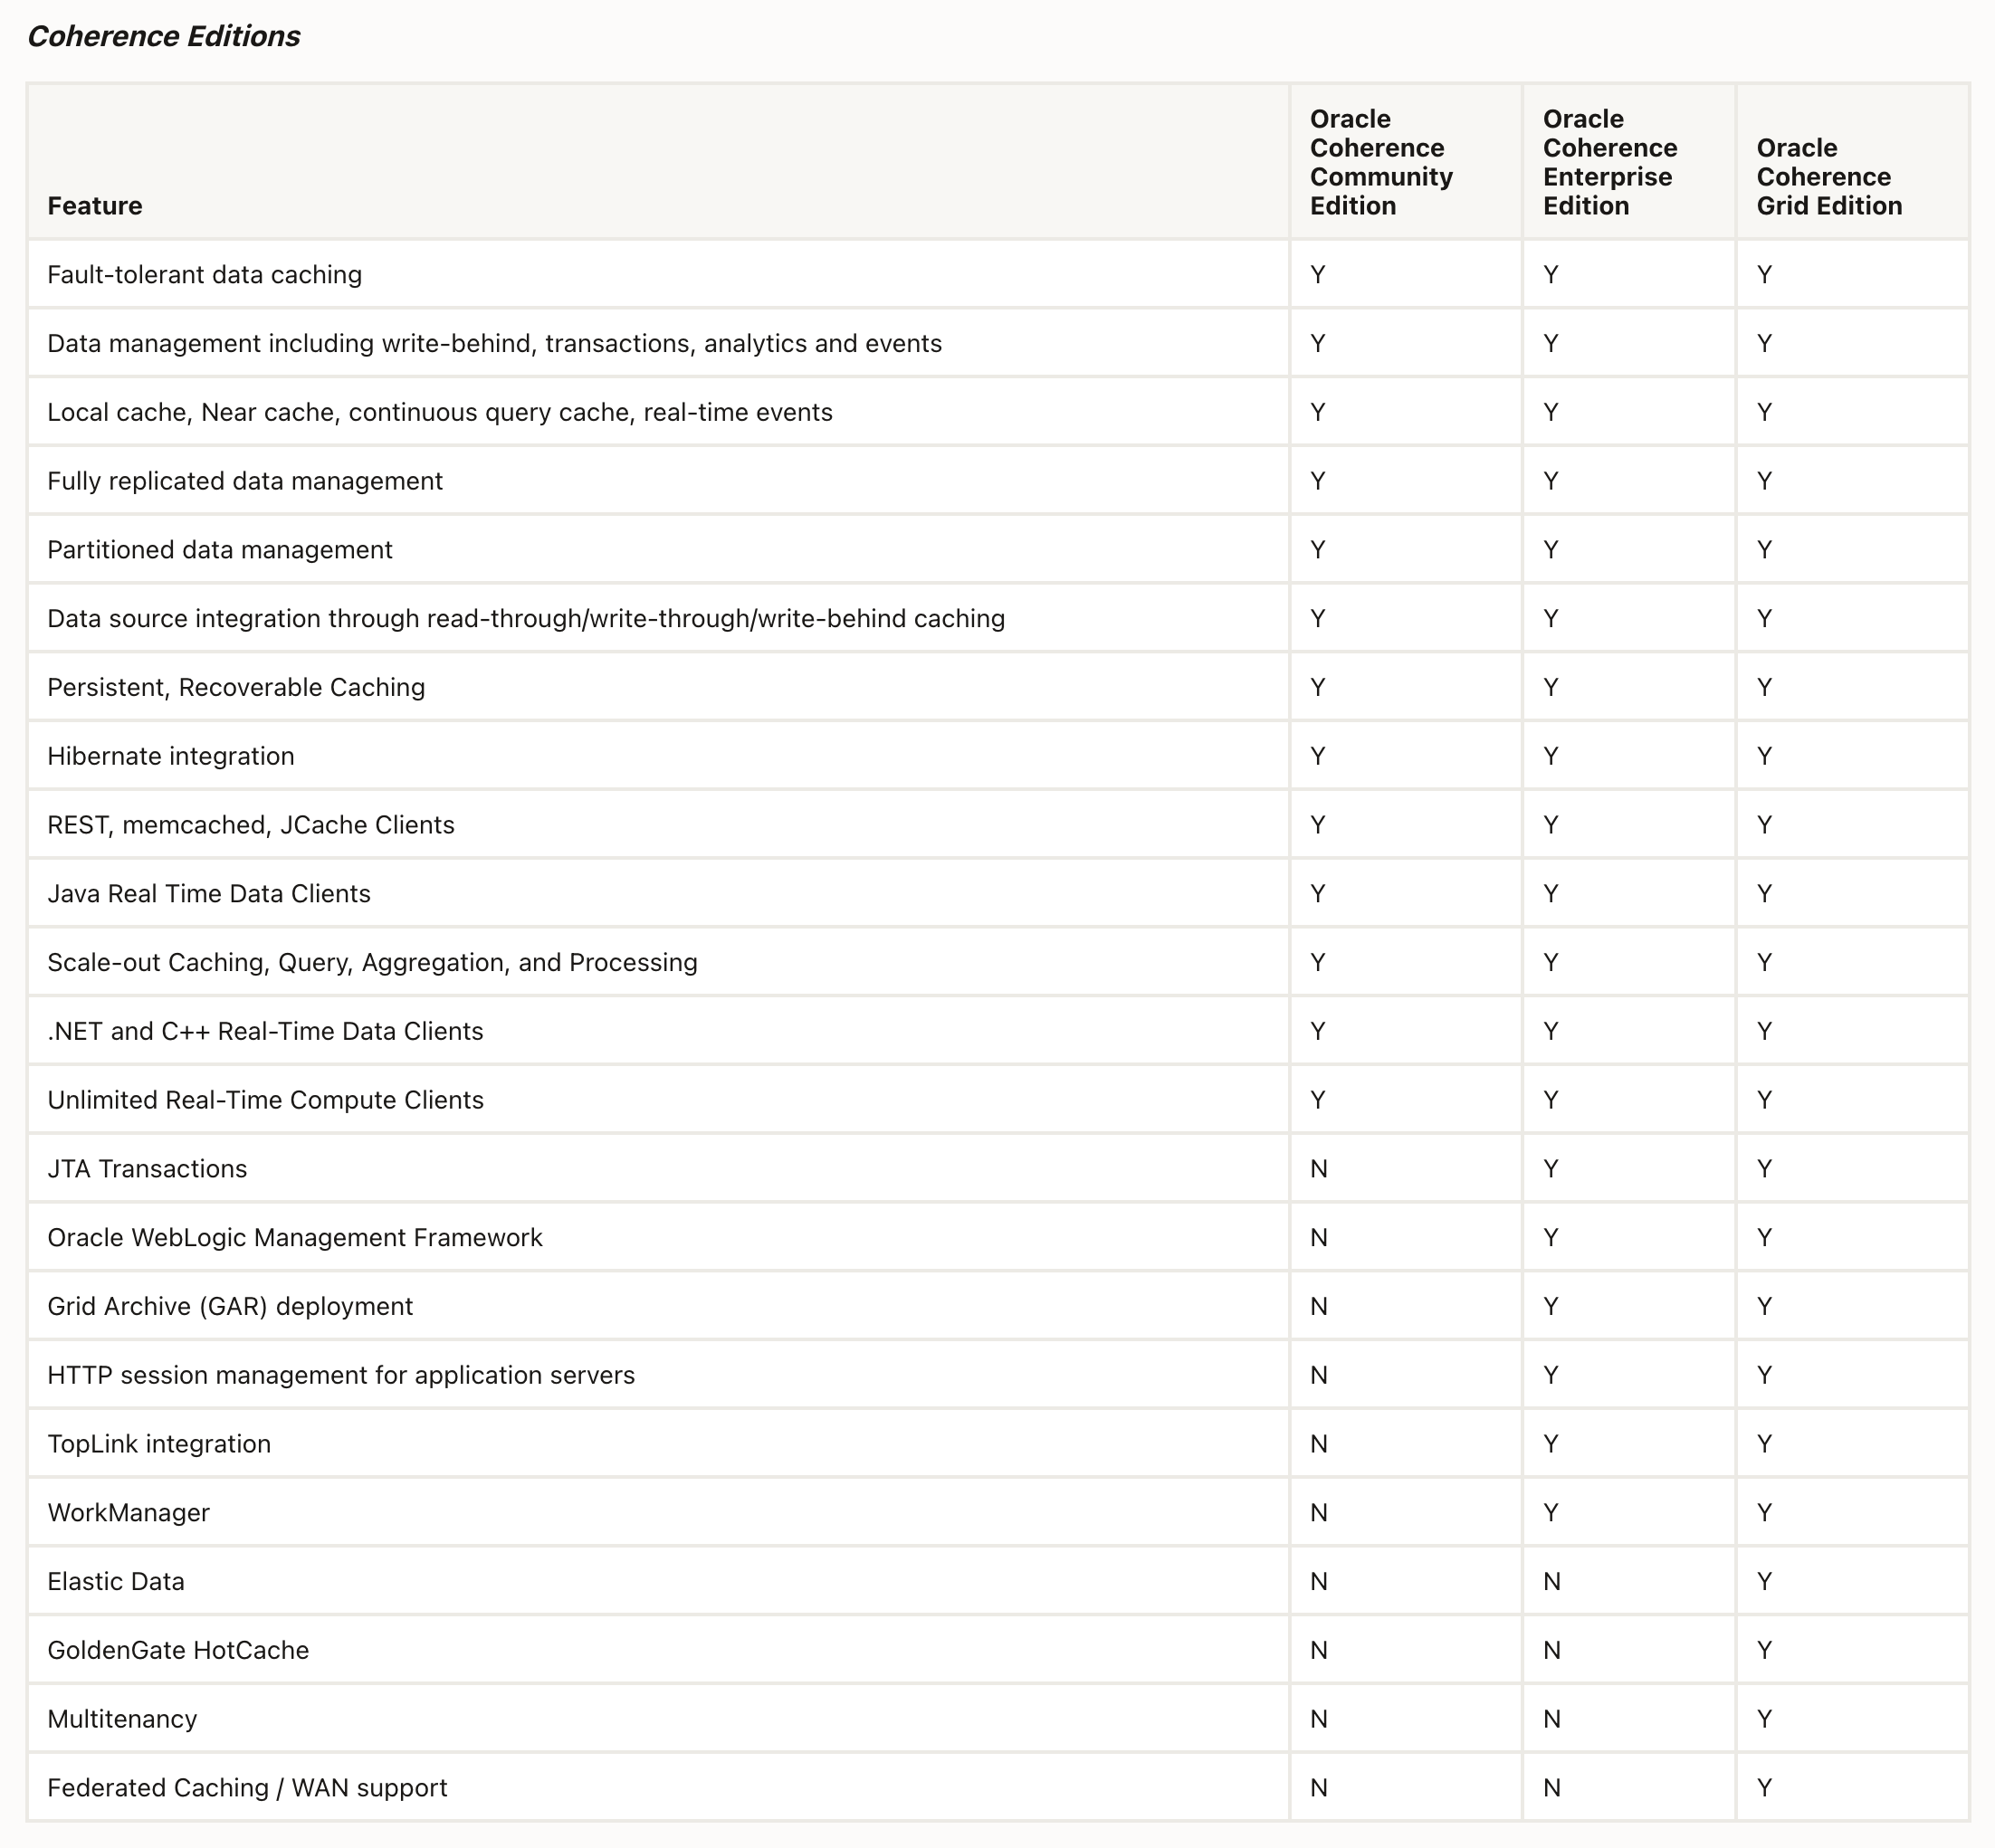 Coherence Editions
Feature
Oracle
Coherence
Community
Edition
Oracle
Coherence
Enterprise
Edition
Oracle
Coherence
Grid Edition
Fault-tolerant data caching Y Y Y
Data management including write-behind, transactions, analytics and events Y Y Y
Local cache, Near cache, continuous query cache, real-time events Y Y Y
Fully replicated data management Y Y Y
Partitioned data management Y Y Y
Data source integration through read-through/write-through/write-behind caching Y Y Y
Persistent, Recoverable Caching Y Y Y
Hibernate integration Y Y Y
REST, memcached, JCache Clients Y Y Y
Java Real Time Data Clients Y Y Y
Scale-out Caching, Query, Aggregation, and Processing Y Y Y
.NET and C++ Real-Time Data Clients Y Y Y
Unlimited Real-Time Compute Clients Y Y Y
JTA Transactions N Y Y
Oracle WebLogic Management Framework N Y Y
Grid Archive (GAR) deployment N Y Y
HTTP session management for application servers N Y Y
TopLink integration N Y Y
WorkManager N Y Y
Elastic Data N N Y
GoldenGate HotCache N N Y
Multitenancy N N Y
Federated Caching / WAN support N N Y